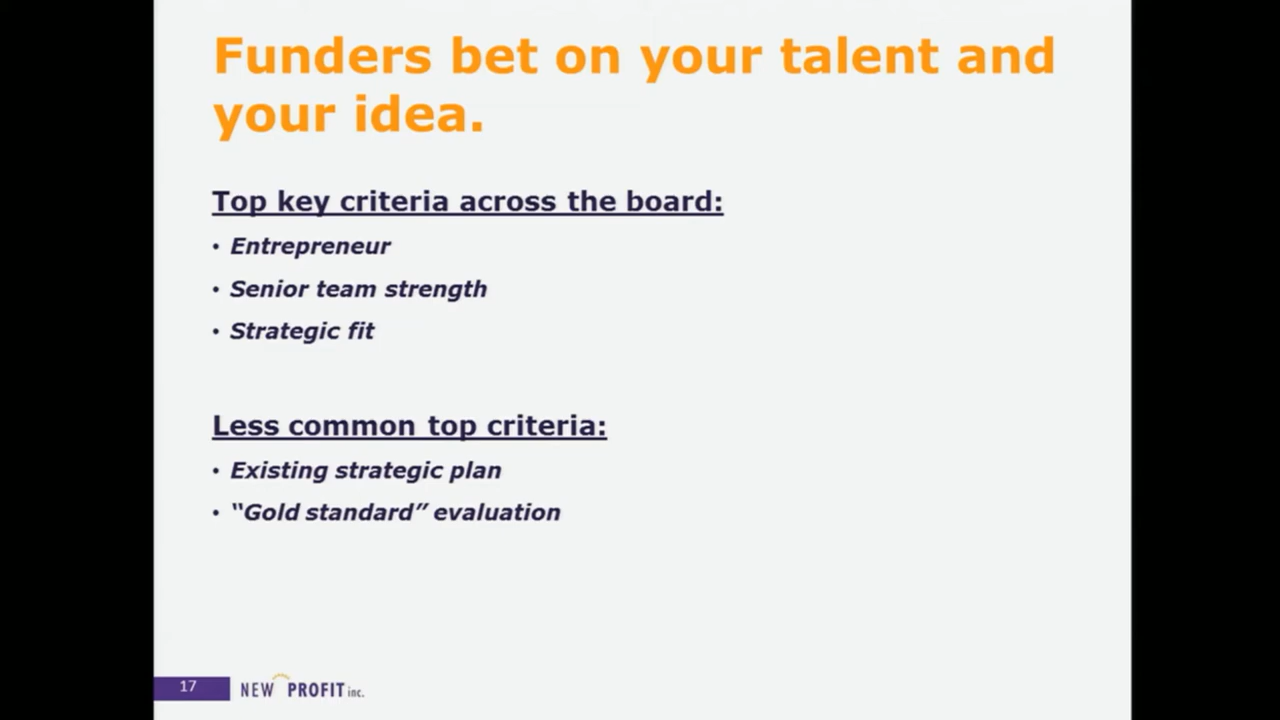 Funders bet on your talent and
your idea.
Top key criteria across the board:
• Entrepreneur
• Senior team strength
• Strategic fit
Less common top criteria:
• Existing strategic plan
• “Gold standard” evaluation
17
NEW PROFIT inc.